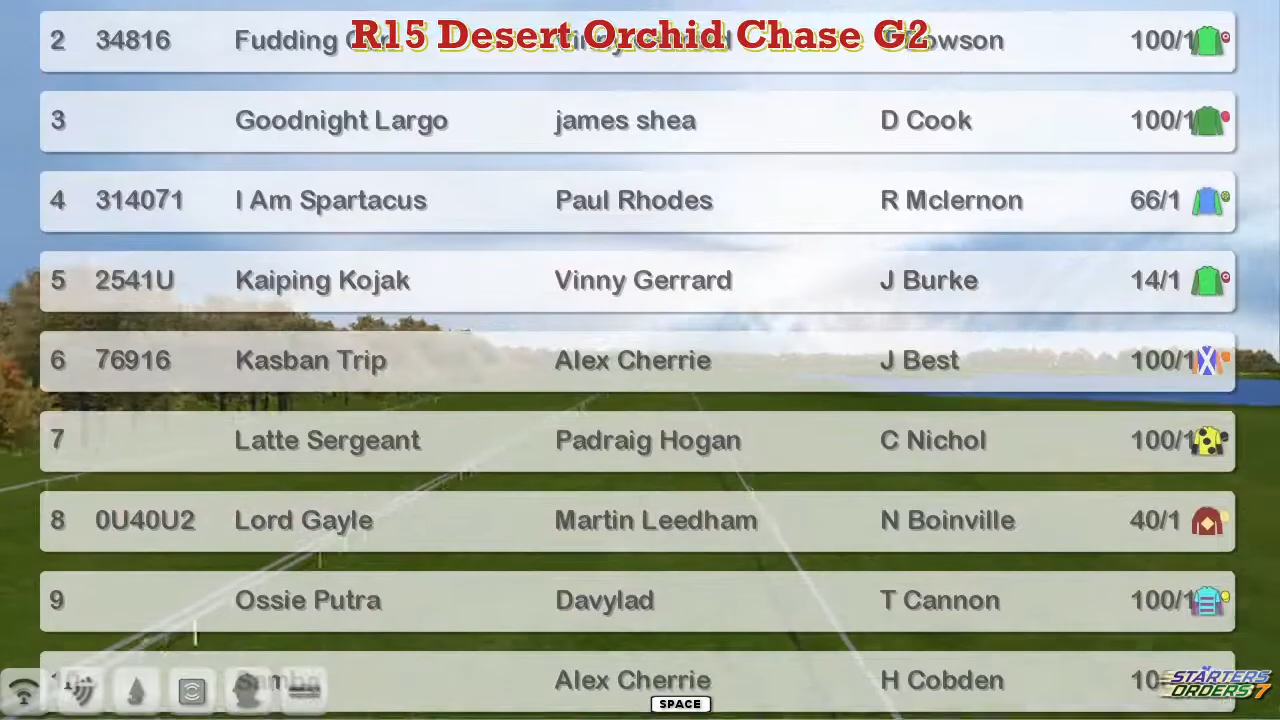 R15 Desert Orchid Chase G2
2 34816 Fudding 100/1
3 Goodnight Largo james shea D Cook 100/1
4 314071 I Am Spartacus Paul Rhodes R Mclernon 66/1
5 2541U Kaiping Kojak Vinny Gerrard J Burke 14/1
6 76916 Kasban Trip Alex Cherrie J Best 100/1
7 Latte Sergeant Padraig Hogan C Nichol 100/1
8 0U40U2 Lord Gayle Martin Leedham N Boinville 40/1
9 Ossie Putra Davylad T Cannon 100/1
Alex Cherrie H Cobden
SPACE
STARTERS ORDERS 7